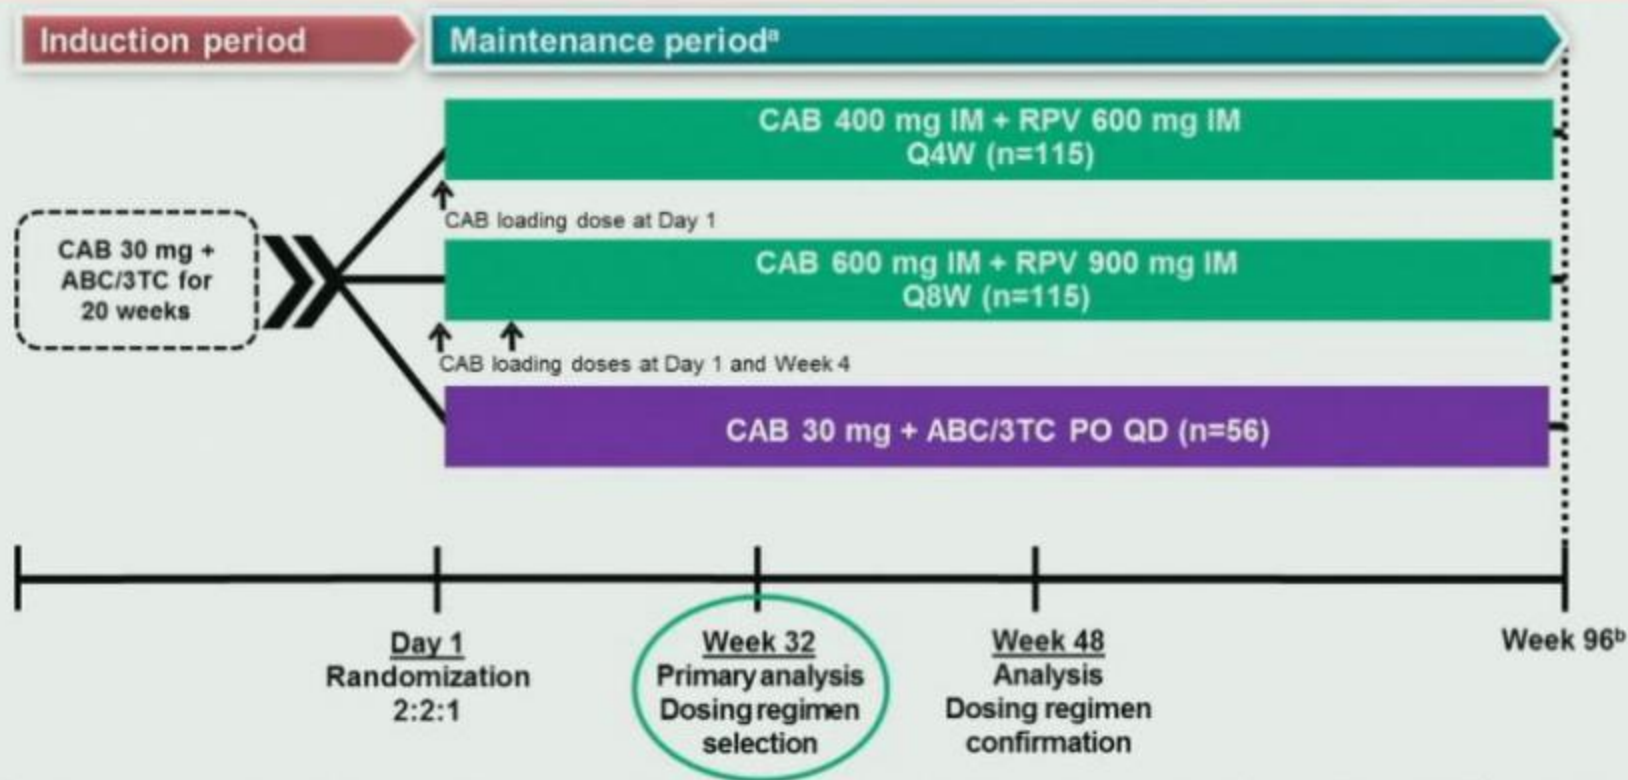 Induction period
Maintenance periodᵃ
CAB 400 mg IM + RPV 600 mg IM
Q4W (n=115)
CAB loading dose at Day 1
CAB 30 mg +
ABC/3TC for
20 weeks
CAB 600 mg IM + RPV 900 mg IM
Q8W (n=115)
CAB loading doses at Day 1 and Week 4
CAB 30 mg + ABC/3TC PO QD (n=56)
Day 1
Randomization
2:2:1
Week 32
Primary analysis
Dosing regimen
selection
Week 48
Analysis
Dosing regimen
confirmation
Week 96ᵇ